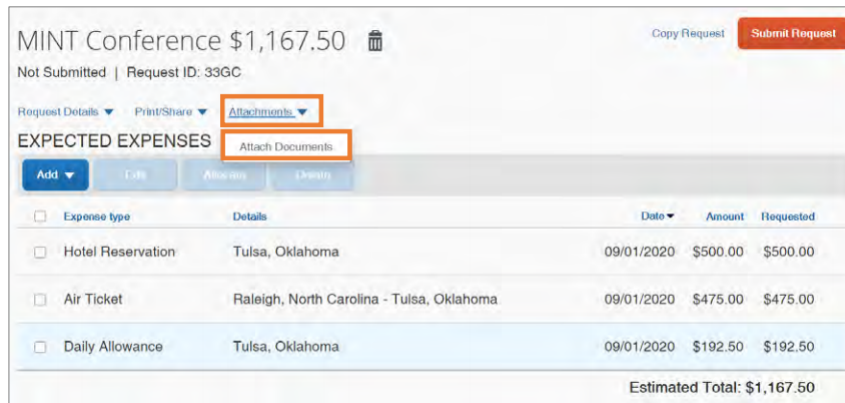 MINT Conference $1,167.50
Copy Request
Submit Request
Not Submitted | Request ID: 33GC
Request Details Print/Share Attachments
EXPECTED EXPENSES
Attach Documents
Add Edit Allocate Delete
Expense type Details Date Amount Requested
Hotel Reservation Tulsa, Oklahoma 09/01/2020 $500.00 $500.00
Air Ticket Raleigh, North Carolina - Tulsa, Oklahoma 09/01/2020 $475.00 $475.00
Daily Allowance Tulsa, Oklahoma 09/01/2020 $192.50 $192.50
Estimated Total: $1,167.50